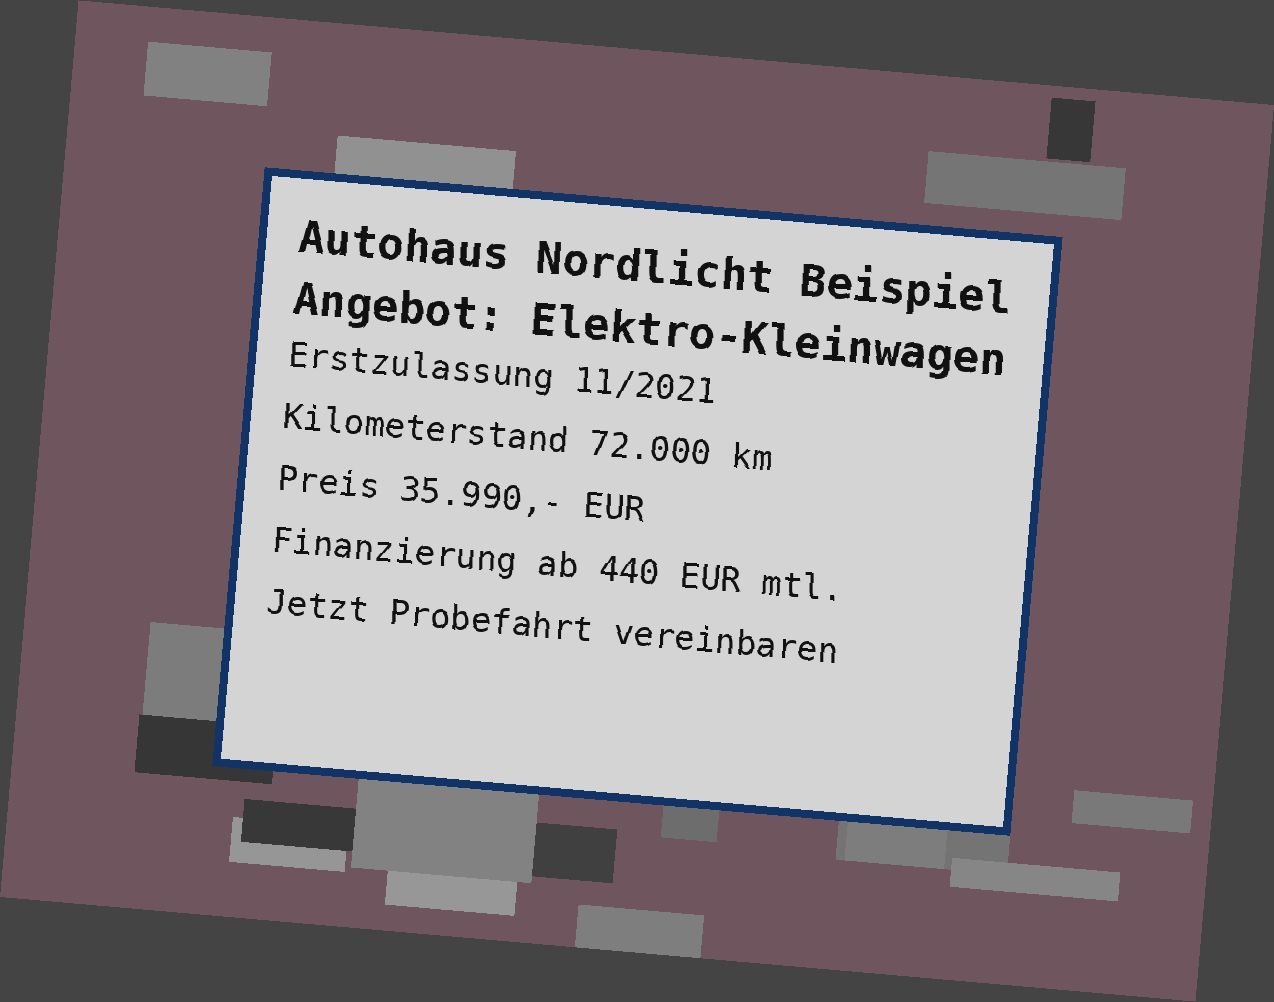 Autohaus Nordlicht Beispiel
Angebot: Elektro-Kleinwagen
Erstzulassung 11/2021
Kilometerstand 72.000 km
Preis 35.990,- EUR
Finanzierung ab 440 EUR mtl.
Jetzt Probefahrt vereinbaren